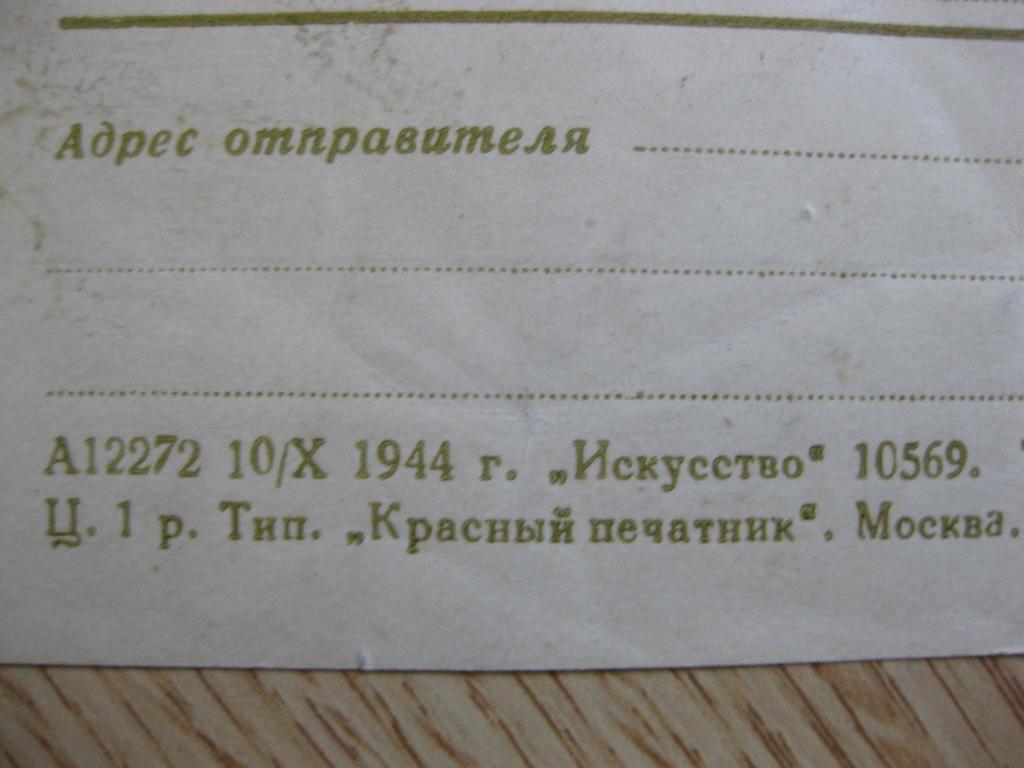 Адрес отправителя
А12272 10/X 1944 г. „Искусство“ 10569.
Ц. 1 р. Тип. „Красный печатник“. Москва.